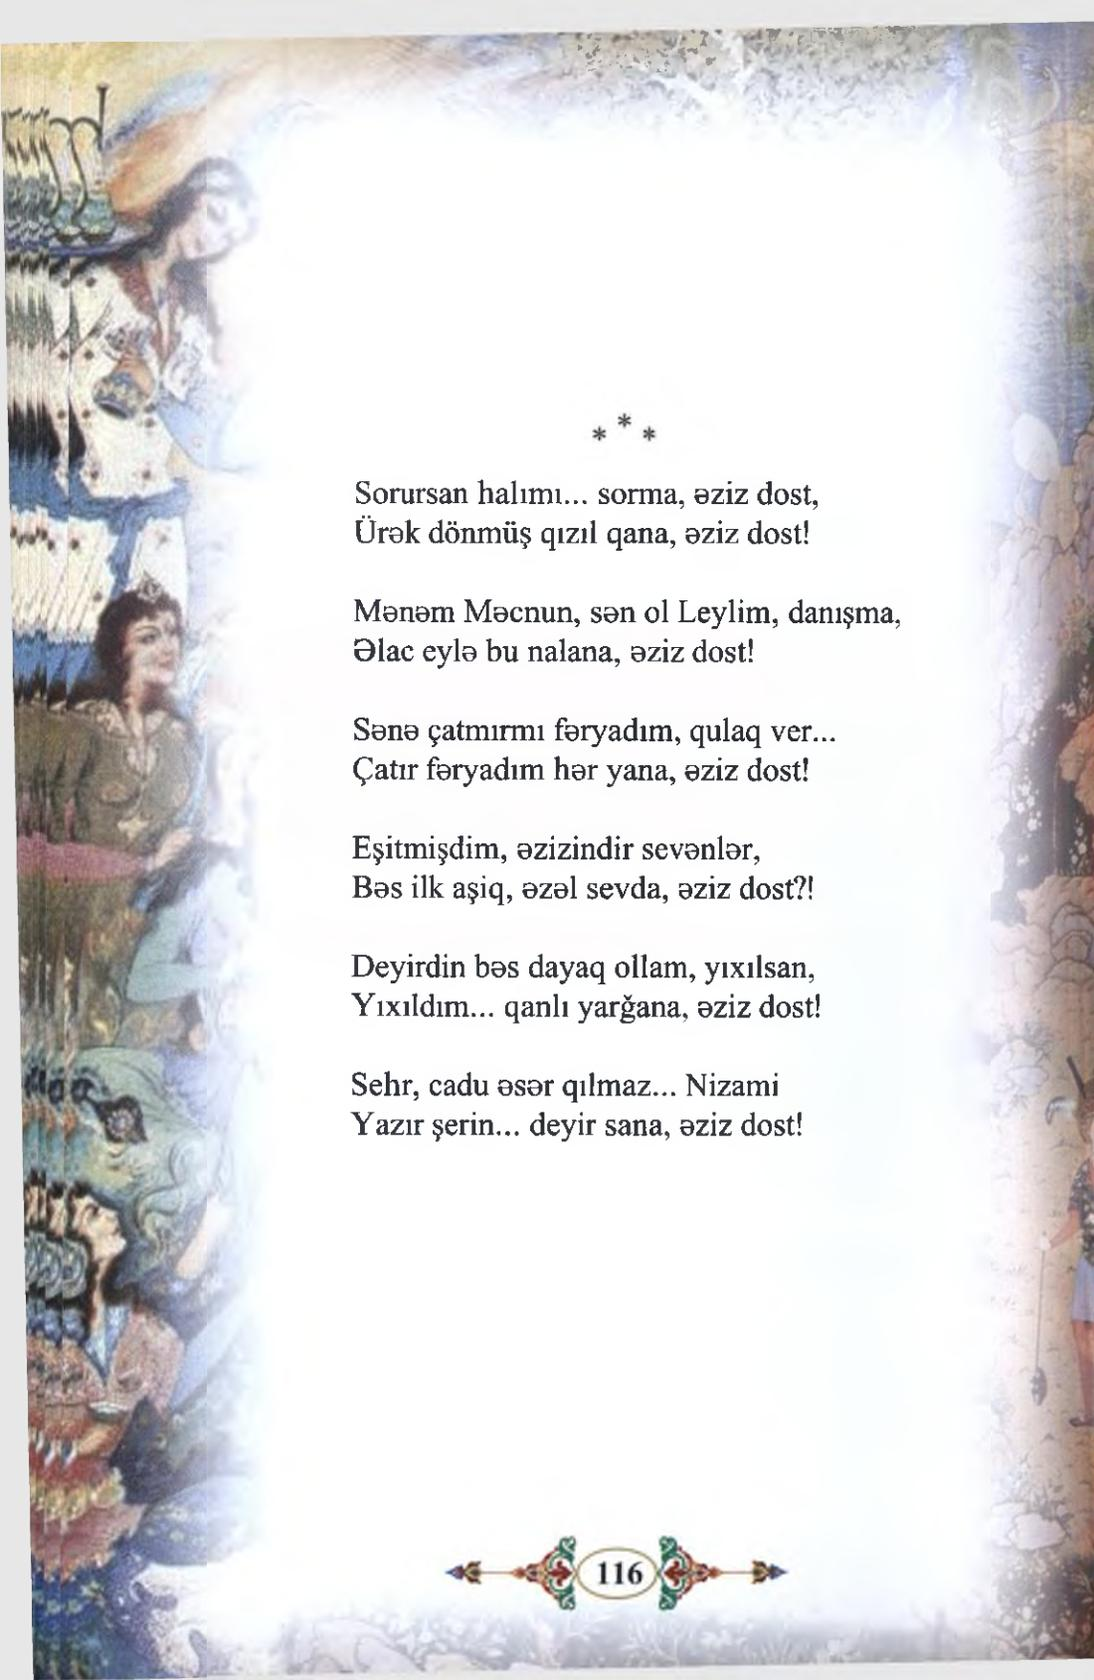 * * *
Sorursan halımı... sorma, əziz dost,
Ürək dönmüş qızıl qana, əziz dost!
Mənəm Məcnun, sən ol Leylim, danışma,
Əlac eylə bu nalana, əziz dost!
Sənə çatmırmı fəryadım, qulaq ver...
Çatır fəryadım hər yana, əziz dost!
Eşitmişdim, əzizindir sevənlər,
Bəs ilk aşiq, əzəl sevda, əziz dost?!
Deyirdin bəs dayaq ollam, yıxılsan,
Yıxıldım... qanlı yarğana, əziz dost!
Sehr, cadu əsər qılmaz... Nizami
Yazır şerin... deyir sana, əziz dost!
116